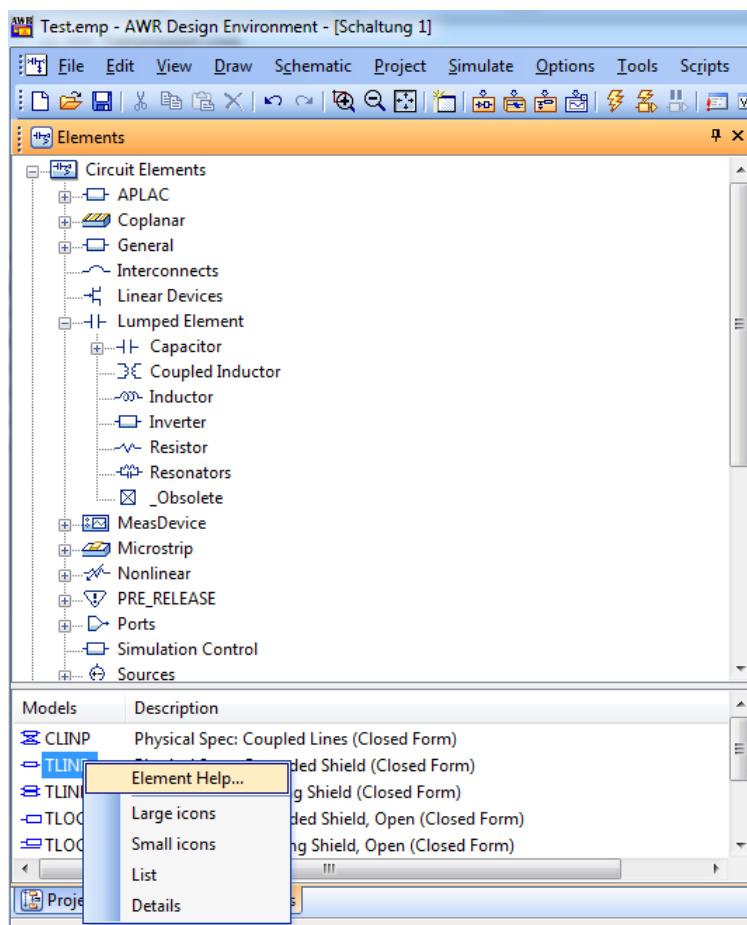 AWR Test.emp - AWR Design Environment - [Schaltung 1]
File Edit View Draw Schematic Project Simulate Options Tools Scripts
Elements
Circuit Elements
APLAC
Coplanar
General
Interconnects
Linear Devices
Lumped Element
Capacitor
Coupled Inductor
Inductor
Inverter
Resistor
Resonators
_Obsolete
MeasDevice
Microstrip
Nonlinear
PRE_RELEASE
Ports
Simulation Control
Sources
Models Description
CLINP Physical Spec: Coupled Lines (Closed Form)
TLIN ded Shield (Closed Form)
Element Help...
TLIN g Shield (Closed Form)
Large icons
TLOC ded Shield, Open (Closed Form)
Small icons
TLOC ng Shield, Open (Closed Form)
List
Proje s
Details